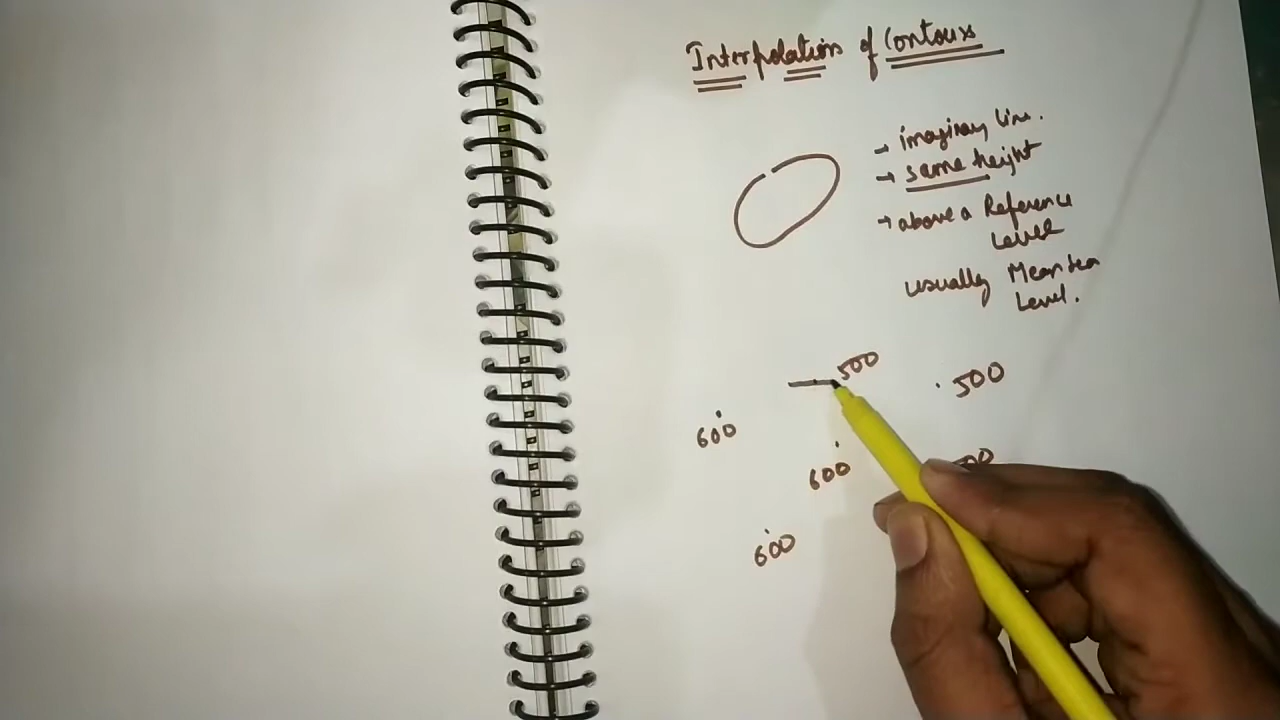 Interpolation of Contours
→ imaginary line.
→ same height
→ above a Reference
Level
usually Mean sea
Level.
500
500
600
600
600